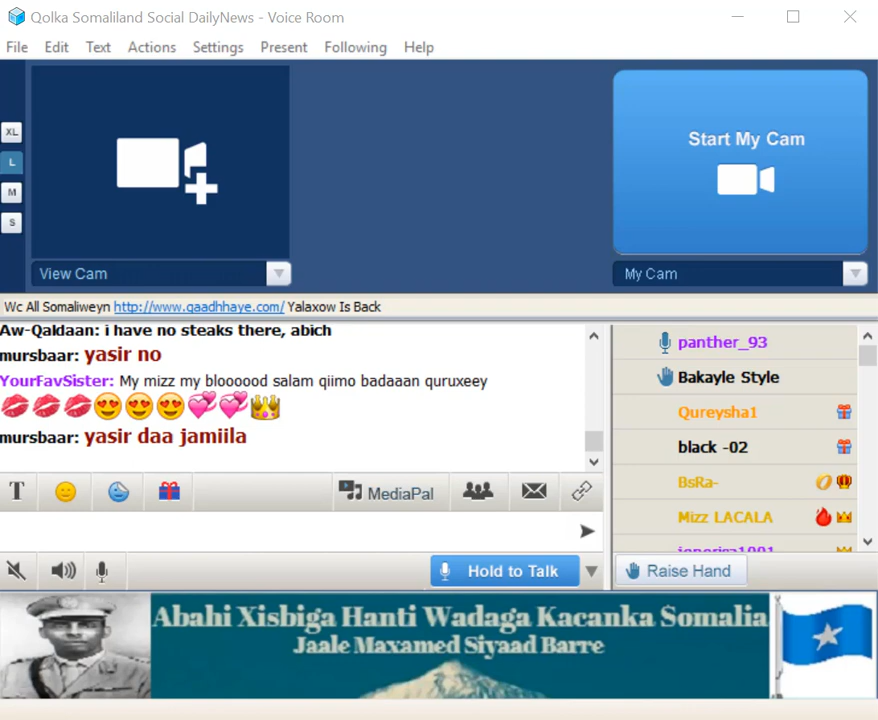 Qolka Somaliland Social DailyNews - Voice Room
File Edit Text Actions Settings Present Following Help
XL
L
M
S
Start My Cam
View Cam
My Cam
Wc All Somaliweyn http://www.qaadhhaye.com/ Yalaxow Is Back
Aw-Qaldaan: i have no steaks there, abich
mursbaar: yasir no
YourFavSister: My mizz my bloooood salam qiimo badaaan quruxeey
mursbaar: yasir daa jamiila
panther_93
Bakayle Style
Qureysha1
black -02
BsRa-
Mizz LACALA
T MediaPal
Hold to Talk
Raise Hand
Abahi Xisbiga Hanti Wadaga Kacanka Somalia
Jaale Maxamed Siyaad Barre